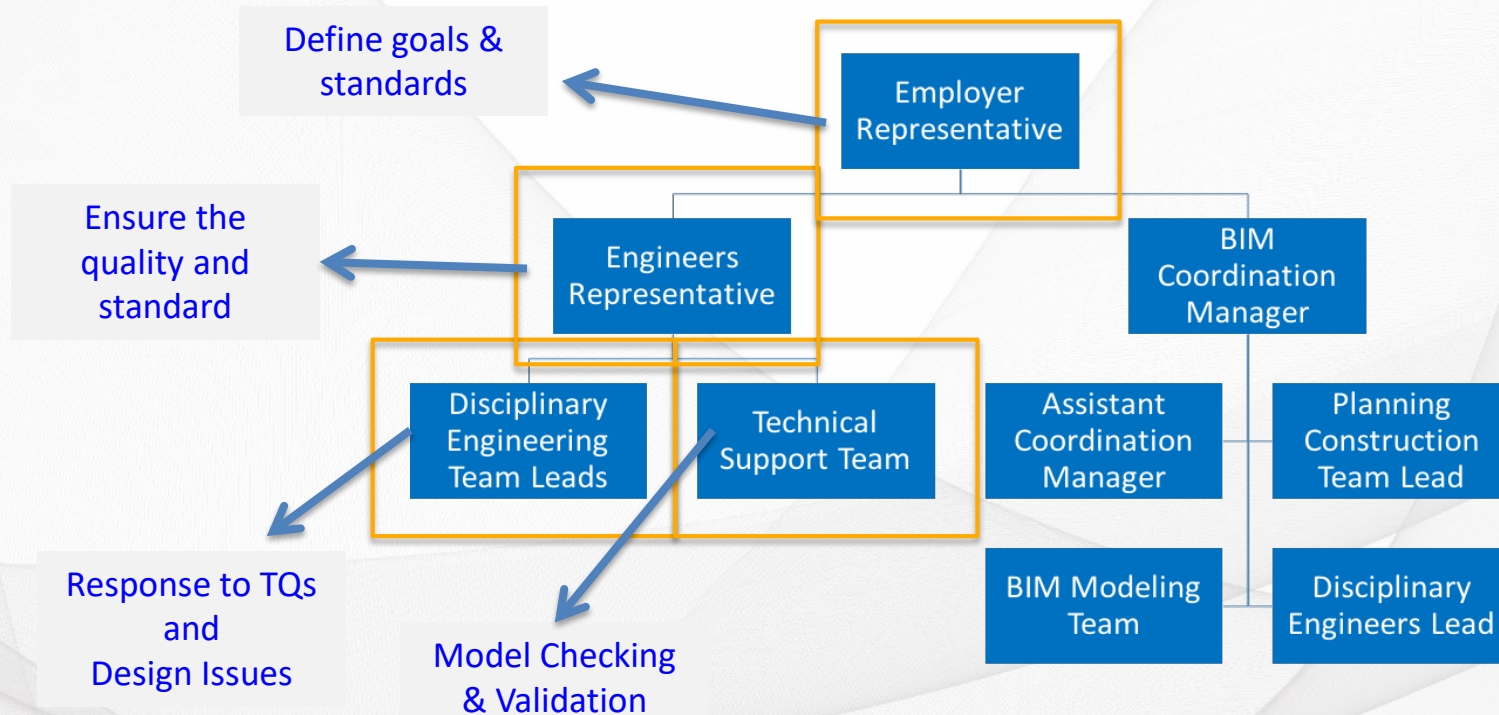 Define goals &
standards
Employer
Representative
Ensure the
quality and
standard
Engineers
Representative
BIM
Coordination
Manager
Disciplinary
Engineering
Team Leads
Technical
Support Team
Assistant
Coordination
Manager
Planning
Construction
Team Lead
Response to TQs
and
Design Issues
Model Checking
& Validation
BIM Modeling
Team
Disciplinary
Engineers Lead